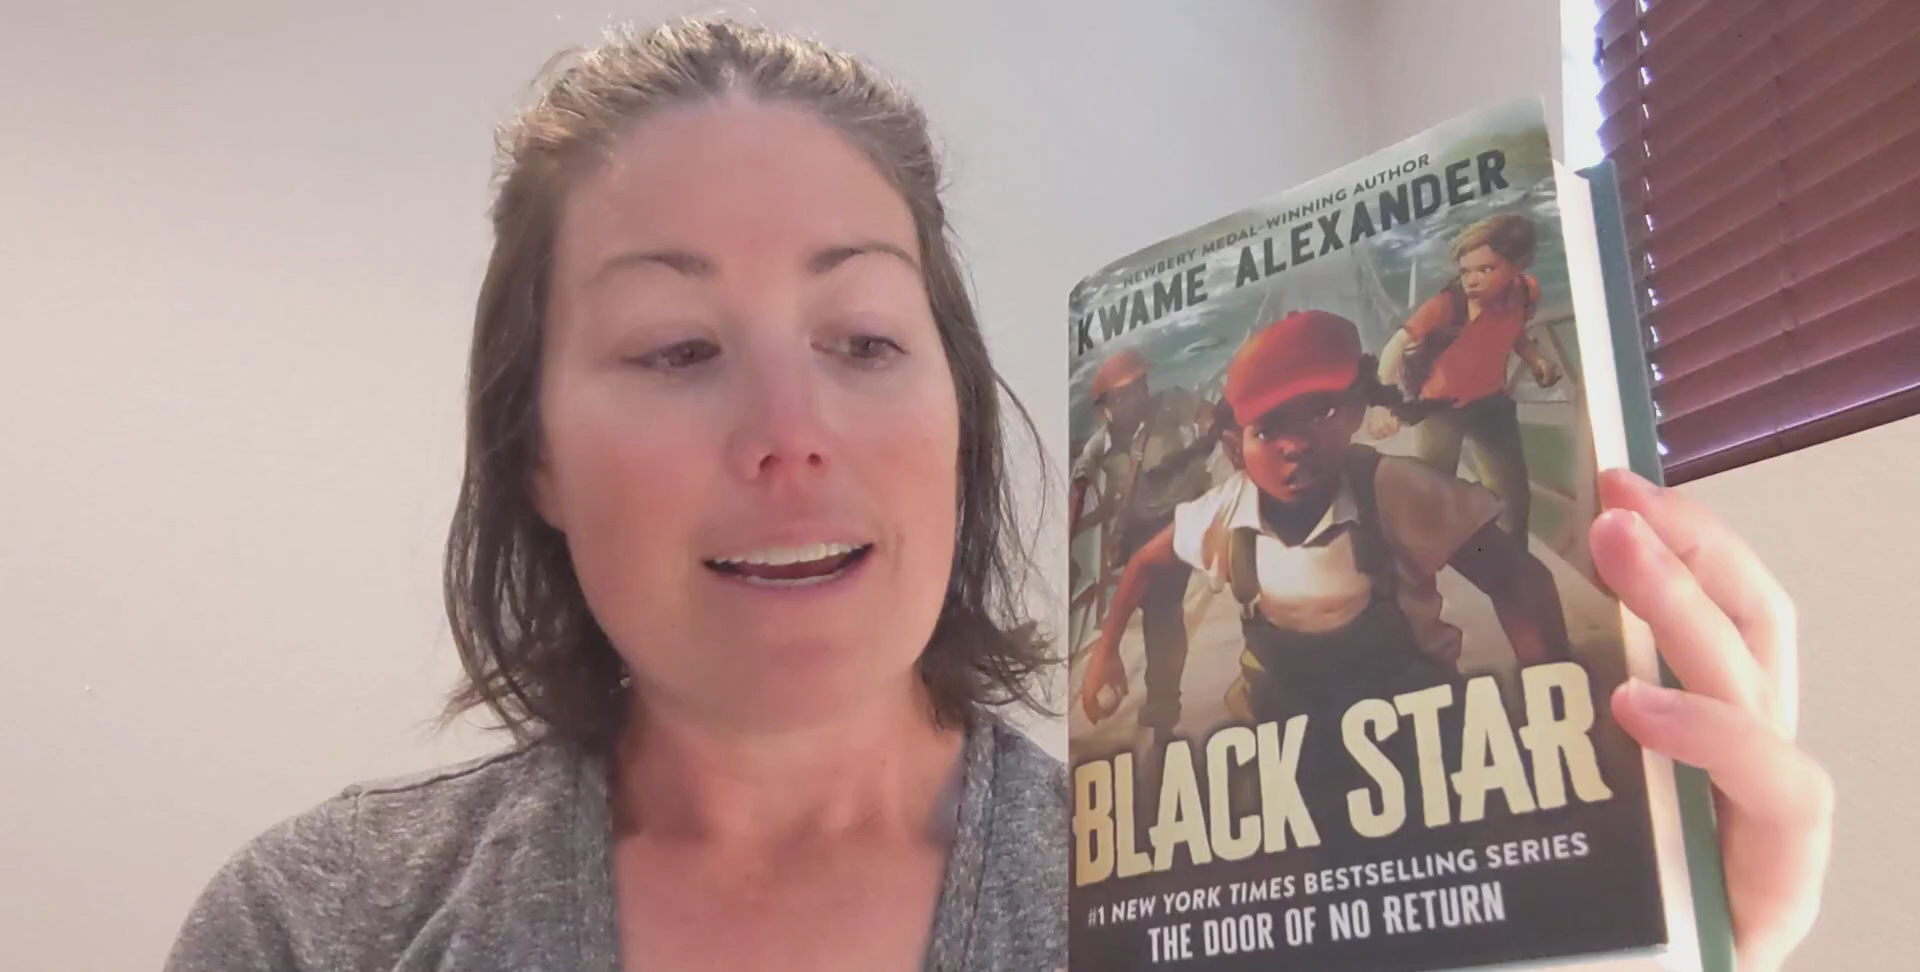 NEWBERY MEDAL-WINNING AUTHOR
KWAME ALEXANDER
BLACK STAR
#1 NEW YORK TIMES BESTSELLING SERIES
THE DOOR OF NO RETURN